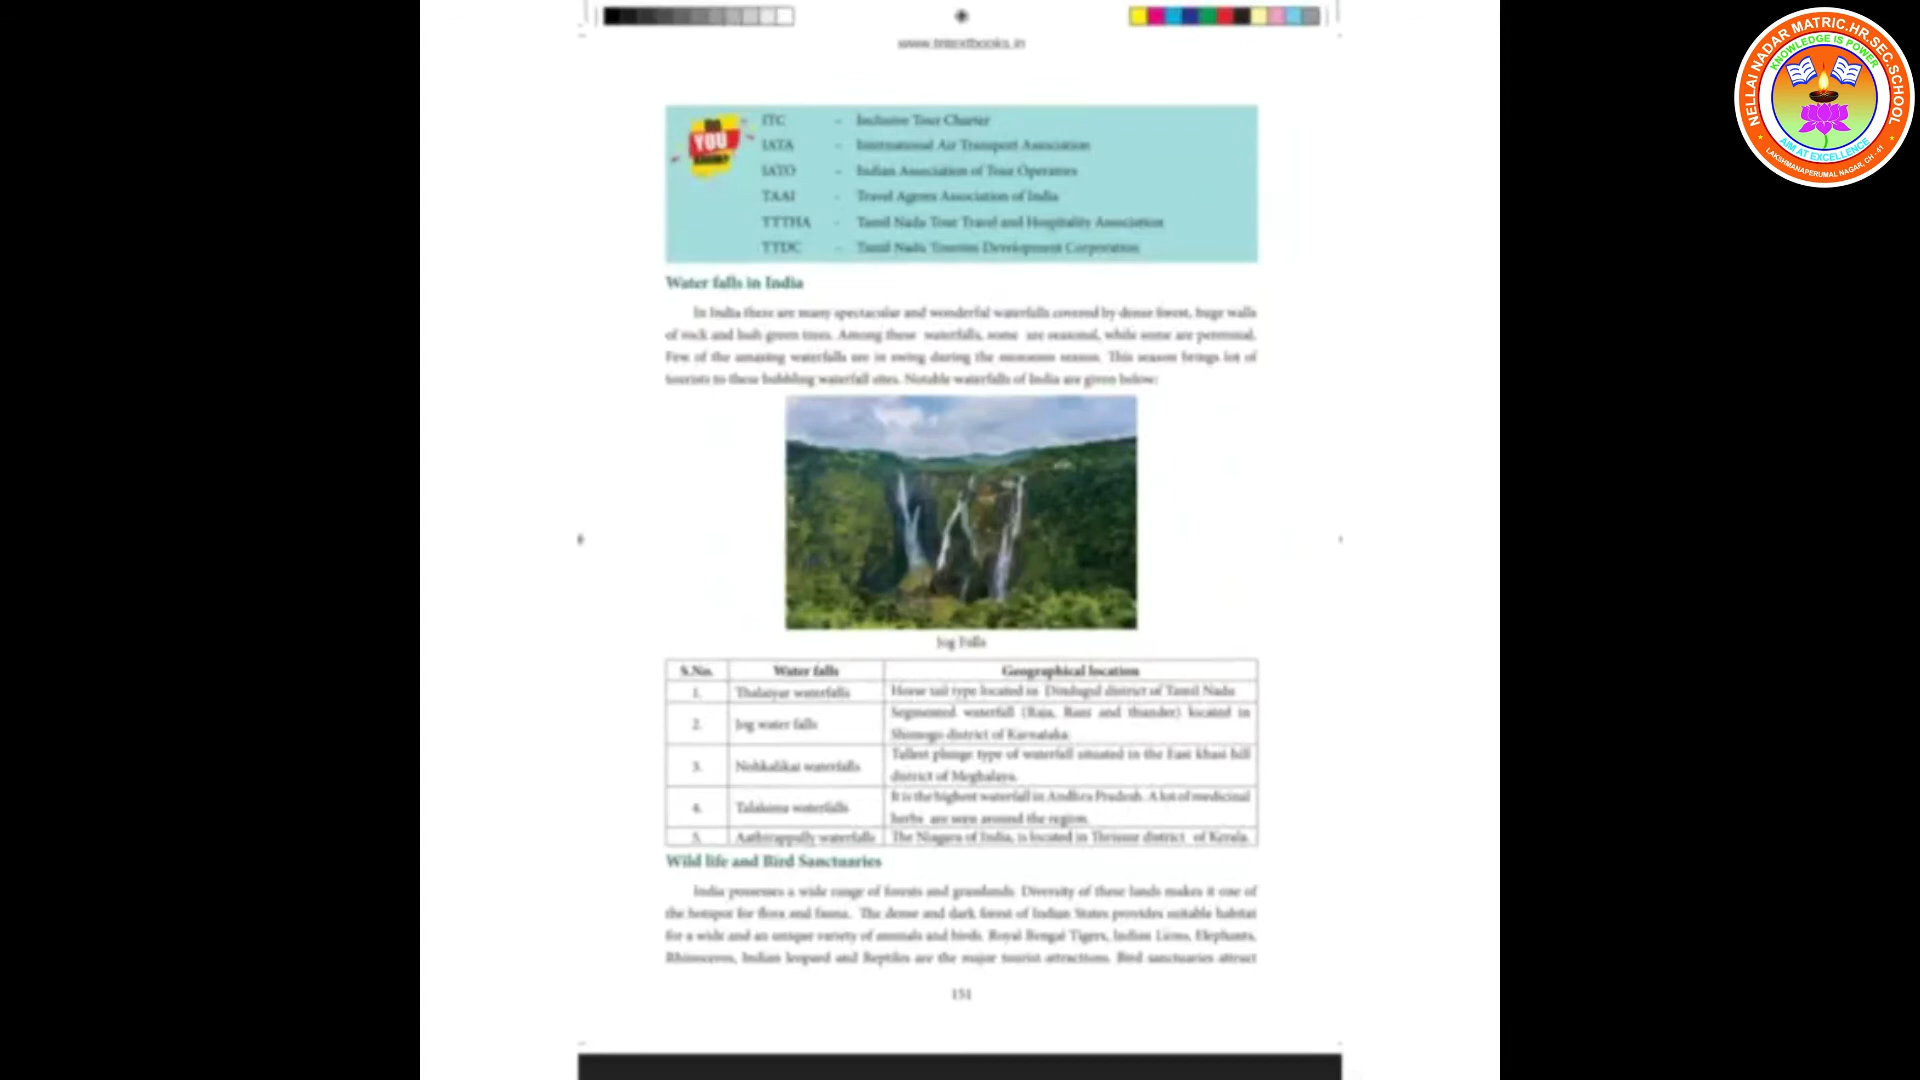 www.tntextbooks.in
DO YOU KNOW?
ITC - Inclusive Tour Charter
IATA - International Air Transport Association
IATO - Indian Association of Tour Operators
TAAI - Travel Agents Association of India
TTTHA - Tamil Nadu Tour Travel and Hospitality Association
TTDC - Tamil Nadu Tourism Development Corporation
Water falls in India
In India there are many spectacular and wonderful waterfalls covered by dense forest, huge walls
of rock and lush green trees. Among these waterfalls, some are seasonal, while some are perennial.
Few of the amazing waterfalls are in swing during the monsoon season. This season brings lot of
tourists to these bubbling waterfall sites. Notable waterfalls of India are given below:
Jog Falls
S.No. Water falls Geographical location
1. Thalaiyar waterfalls Horse tail type located in Dindugul district of Tamil Nadu
2. Jog water falls Segmented waterfall (Raja, Rani and thunder) located in
Shimogo district of Karnataka.
3. Nohkalikai waterfalls Tallest plunge type of waterfall situated in the East khasi hill
district of Meghalaya.
4. Talakona waterfalls It is the highest waterfall in Andhra Pradesh. A lot of medicinal
herbs are seen around the region.
5. Aathirappally waterfalls The Niagara of India, is located in Thrissur district of Kerala.
Wild life and Bird Sanctuaries
India possesses a wide range of forests and grasslands. Diversity of these lands makes it one of
the hotspot for flora and fauna. The dense and dark forest of Indian States provides suitable habitat
for a wide and an unique variety of animals and birds. Royal Bengal Tigers, Indian Lions, Elephants,
Rhinoceros, Indian leopard and Reptiles are the major tourist attractions. Bird sanctuaries attract
151
NELLAI NADAR MATRIC.HR.SEC.SCHOOL
KNOWLEDGE IS POWER
AIM AT EXCELLENCE
LAKSHMANAPERUMAL NAGAR, CH - 41